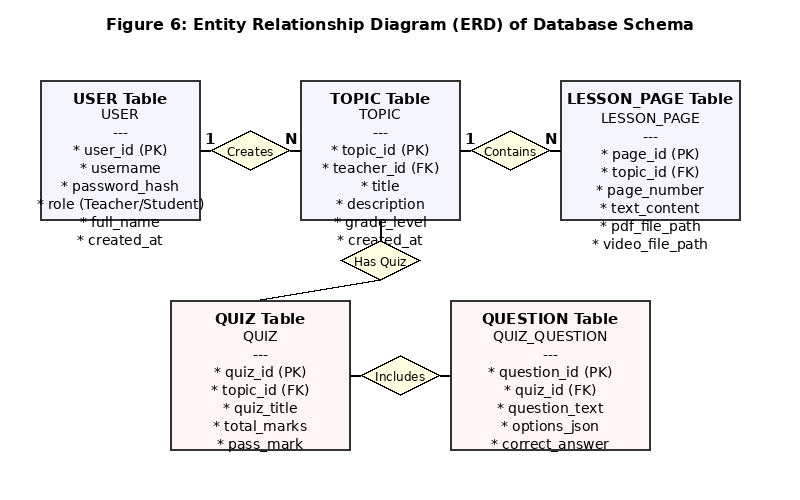 Figure 6: Entity Relationship Diagram (ERD) of Database Schema
USER Table
USER
---
* user_id (PK)
* username
* password_hash
* role (Teacher/Student)
* full_name
* created_at
1
Creates
N
TOPIC Table
TOPIC
---
* topic_id (PK)
* teacher_id (FK)
* title
* description
* grade_level
* created_at
1
Contains
N
LESSON_PAGE Table
LESSON_PAGE
---
* page_id (PK)
* topic_id (FK)
* page_number
* text_content
* pdf_file_path
* video_file_path
Has Quiz
QUIZ Table
QUIZ
---
* quiz_id (PK)
* topic_id (FK)
* quiz_title
* total_marks
* pass_mark
Includes
QUESTION Table
QUIZ_QUESTION
---
* question_id (PK)
* quiz_id (FK)
* question_text
* options_json
* correct_answer